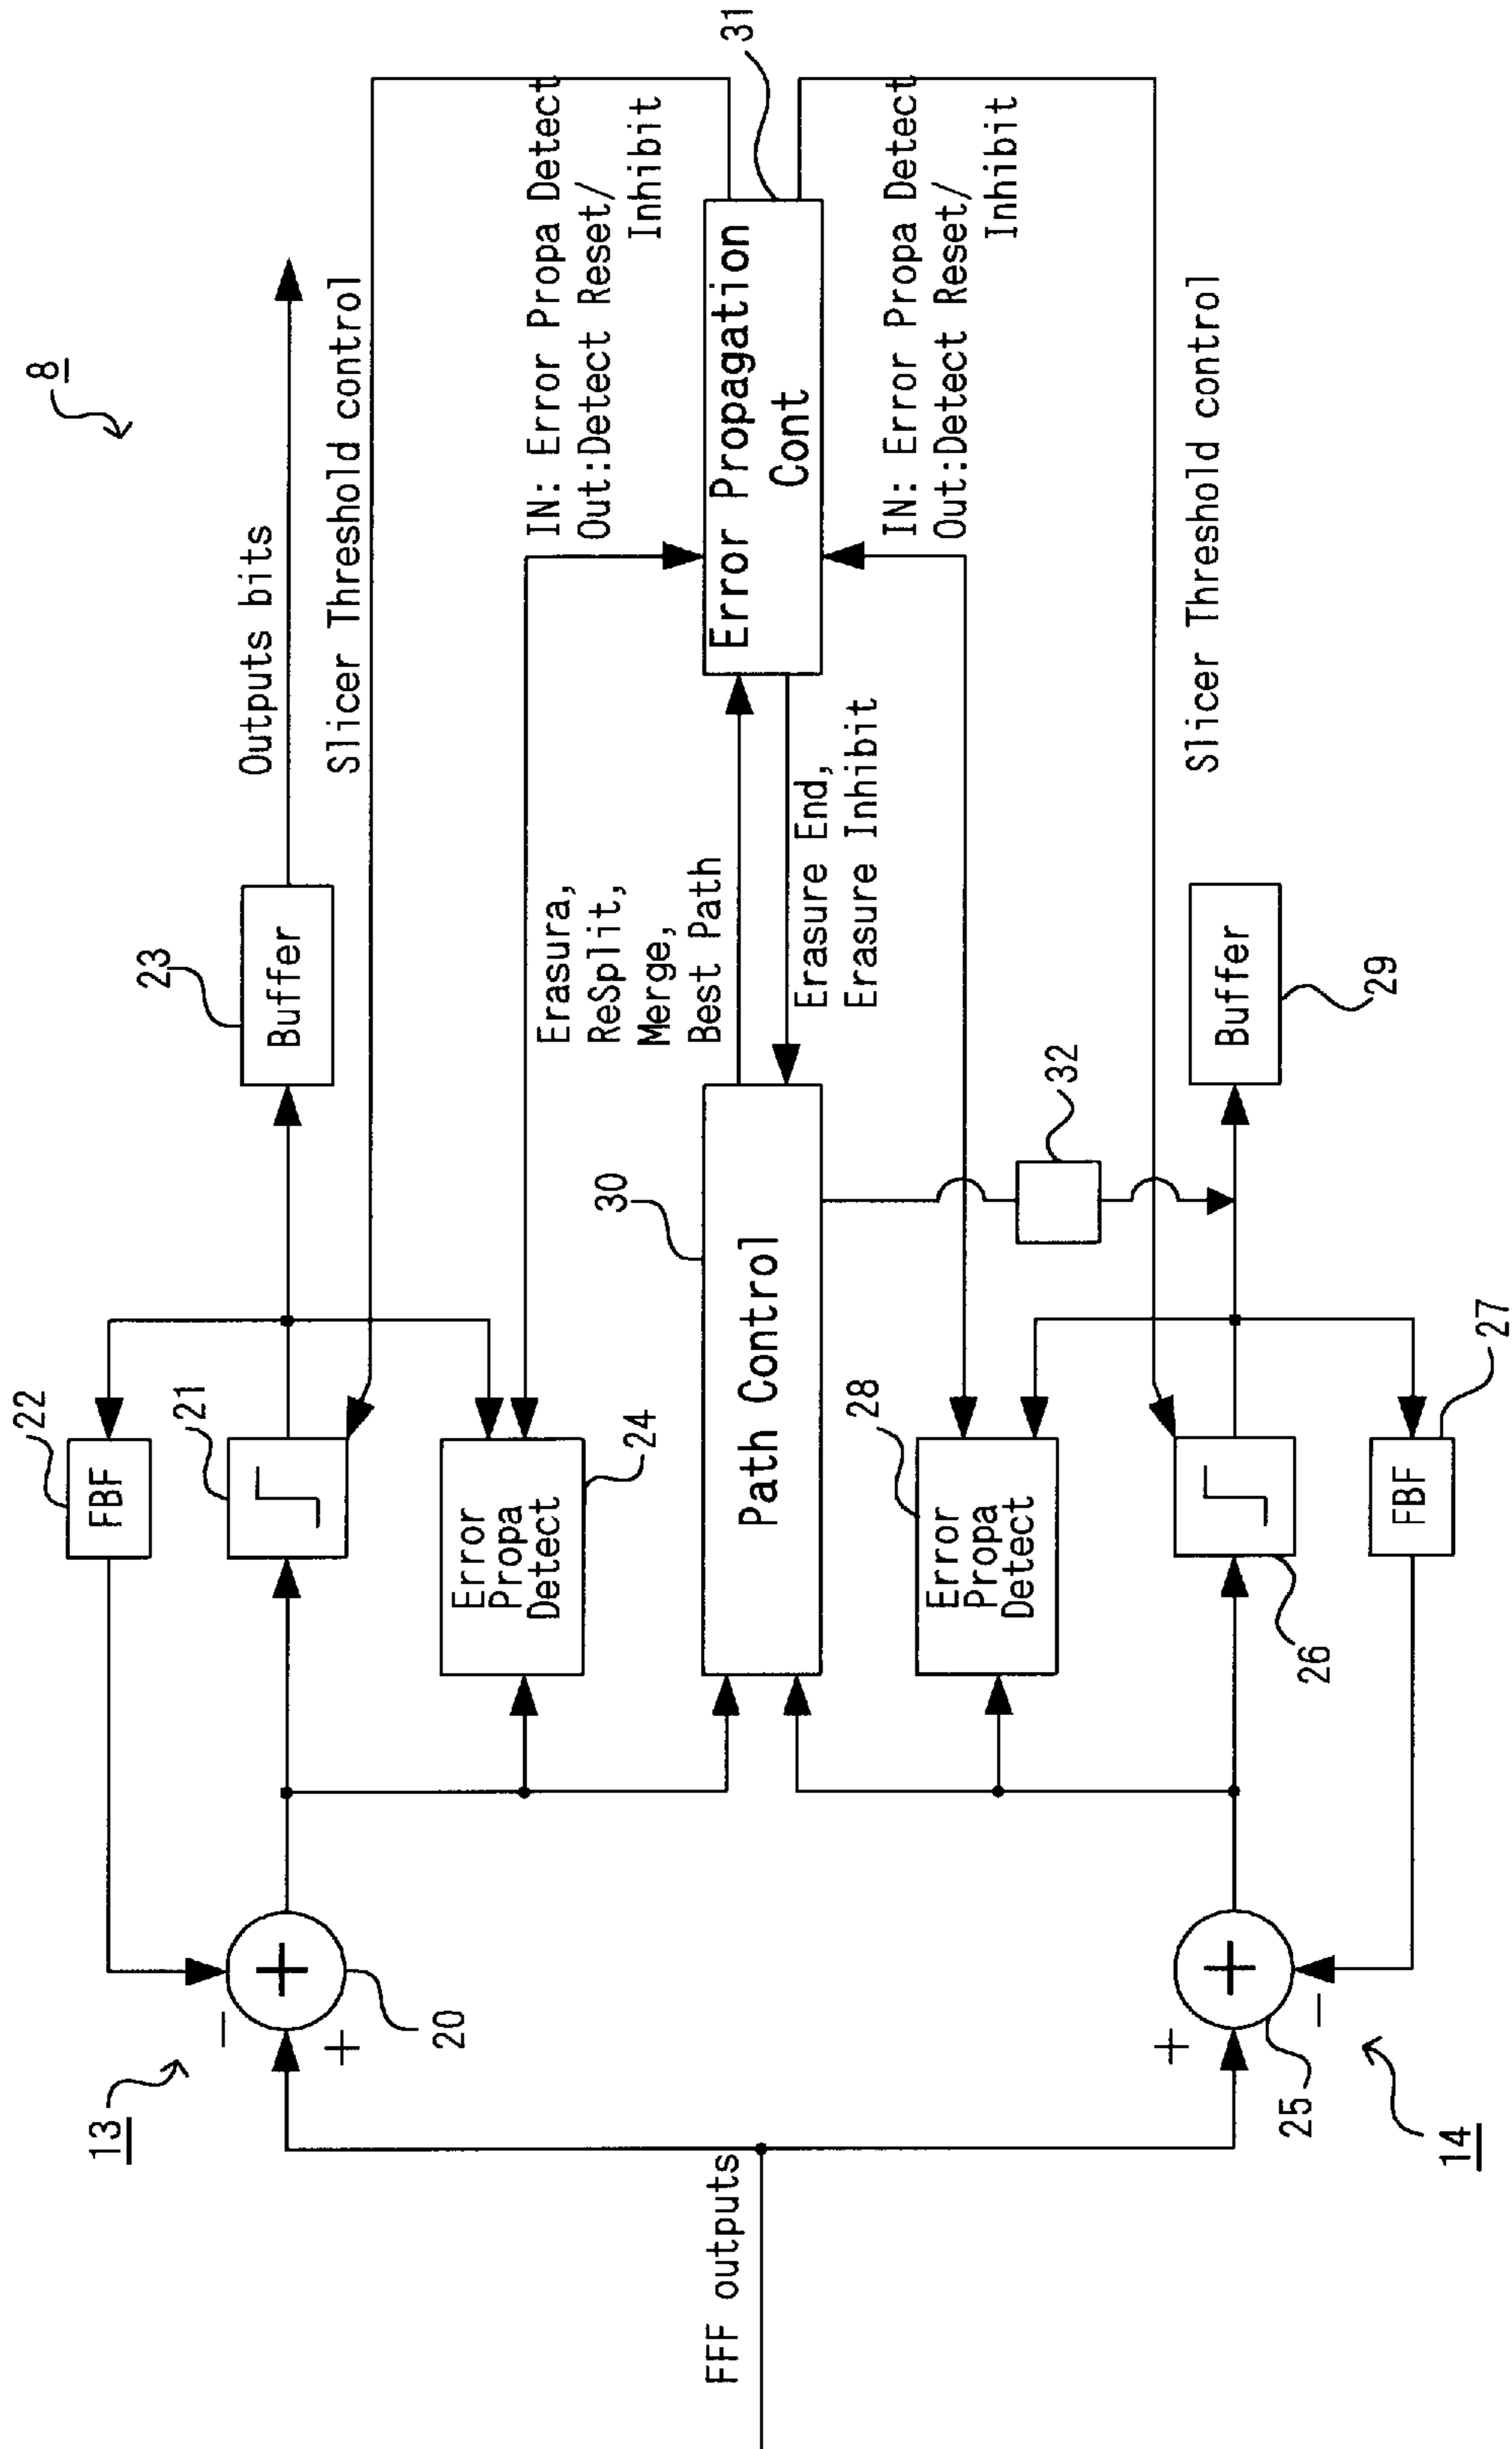 8
13
FFF outputs
−
+
20
22
FBF
21
Error
Propa
Detect
24
23
Buffer
Outputs bits
Slicer Threshold control
Erasura,
ReSplit,
Merge,
Best Path
IN: Error Propa Detect
Out:Detect Reset/
Inhibit
30
Path Control
Erasure End,
Erasure Inhibit
Error Propagation
Cont
31
IN: Error Propa Detect
Out:Detect Reset/
Inhibit
32
28
Error
Propa
Detect
+
−
25
14
26
FBF
27
Buffer
29
Slicer Threshold control